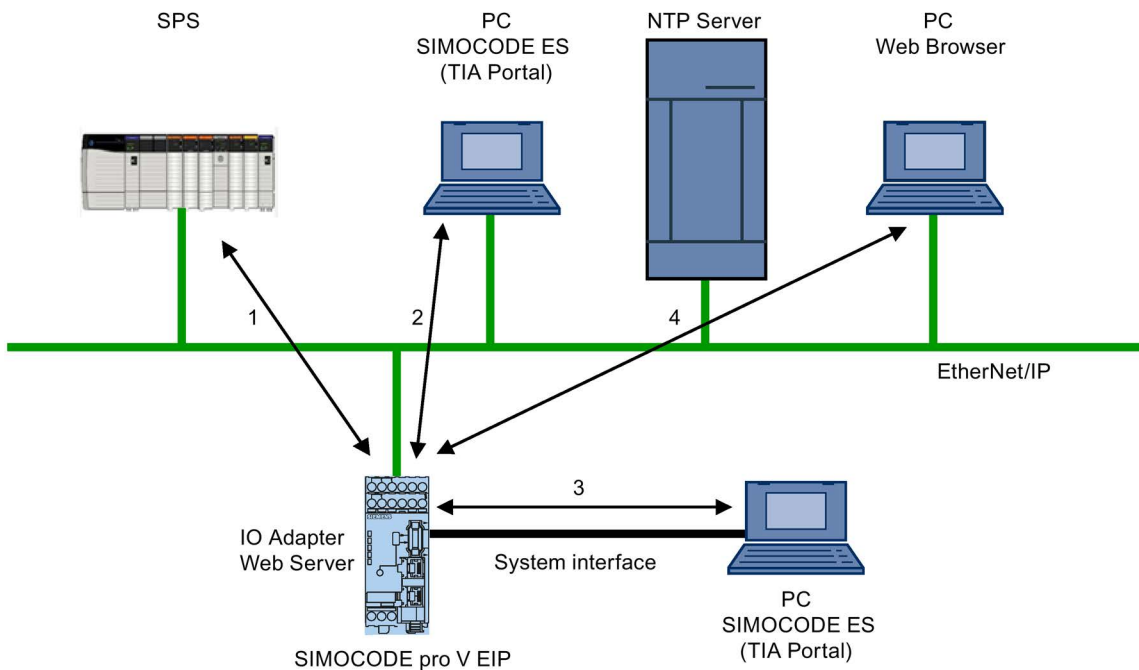 SPS
PC
SIMOCODE ES
(TIA Portal)
NTP Server
PC
Web Browser
1
2
4
EtherNet/IP
3
IO Adapter
Web Server
System interface
PC
SIMOCODE ES
(TIA Portal)
SIMOCODE pro V EIP